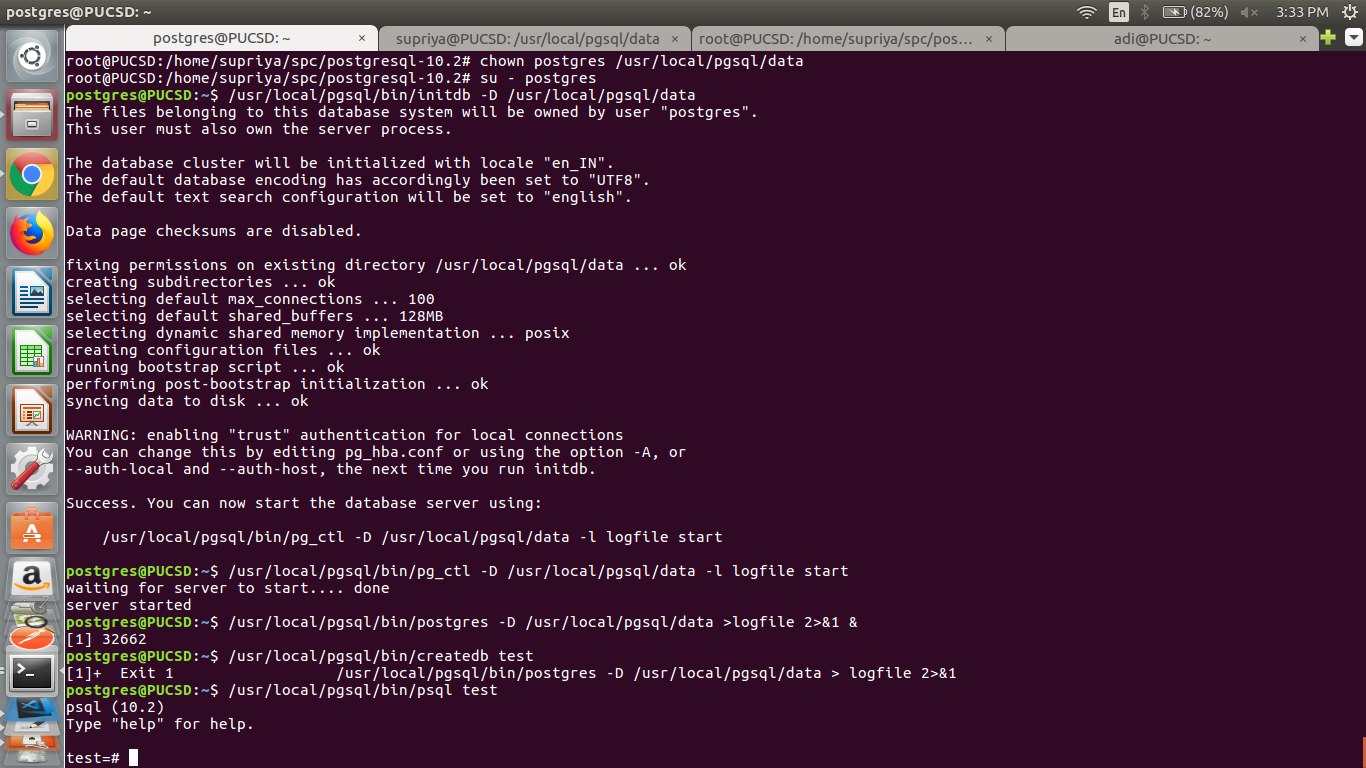 postgres@PUCSD: ~
En
(82%)
3:33 PM
postgres@PUCSD: ~ ×
supriya@PUCSD: /usr/local/pgsql/data ×
root@PUCSD: /home/supriya/spc/pos... ×
adi@PUCSD: ~ ×
root@PUCSD:/home/supriya/spc/postgresql-10.2# chown postgres /usr/local/pgsql/data
root@PUCSD:/home/supriya/spc/postgresql-10.2# su - postgres
postgres@PUCSD:~$ /usr/local/pgsql/bin/initdb -D /usr/local/pgsql/data
The files belonging to this database system will be owned by user "postgres".
This user must also own the server process.
The database cluster will be initialized with locale "en_IN".
The default database encoding has accordingly been set to "UTF8".
The default text search configuration will be set to "english".
Data page checksums are disabled.
fixing permissions on existing directory /usr/local/pgsql/data ... ok
creating subdirectories ... ok
selecting default max_connections ... 100
selecting default shared_buffers ... 128MB
selecting dynamic shared memory implementation ... posix
creating configuration files ... ok
running bootstrap script ... ok
performing post-bootstrap initialization ... ok
syncing data to disk ... ok
WARNING: enabling "trust" authentication for local connections
You can change this by editing pg_hba.conf or using the option -A, or
--auth-local and --auth-host, the next time you run initdb.
Success. You can now start the database server using:
/usr/local/pgsql/bin/pg_ctl -D /usr/local/pgsql/data -l logfile start
postgres@PUCSD:~$ /usr/local/pgsql/bin/pg_ctl -D /usr/local/pgsql/data -l logfile start
waiting for server to start.... done
server started
postgres@PUCSD:~$ /usr/local/pgsql/bin/postgres -D /usr/local/pgsql/data >logfile 2>&1 &
[1] 32662
postgres@PUCSD:~$ /usr/local/pgsql/bin/createdb test
[1]+  Exit 1                  /usr/local/pgsql/bin/postgres -D /usr/local/pgsql/data > logfile 2>&1
postgres@PUCSD:~$ /usr/local/pgsql/bin/psql test
psql (10.2)
Type "help" for help.
test=#